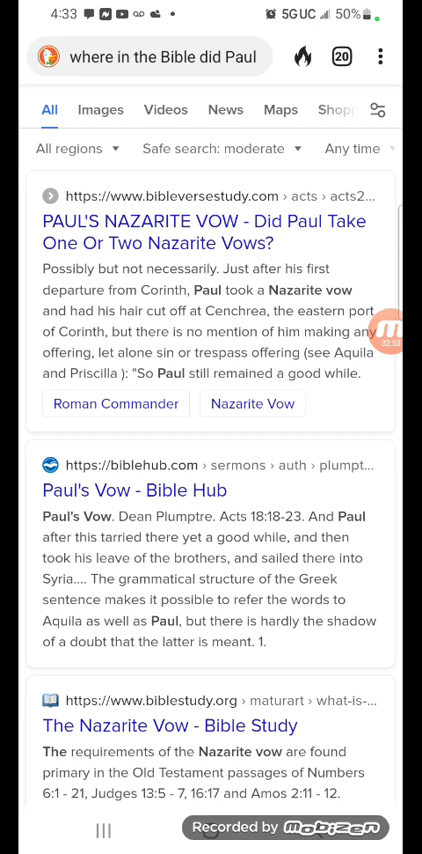 4:33 5GUC 50%
where in the Bible did Paul 20
All Images Videos News Maps Shopp
All regions Safe search: moderate Any time
https://www.bibleversestudy.com › acts › acts2...
PAUL'S NAZARITE VOW - Did Paul Take
One Or Two Nazarite Vows?
Possibly but not necessarily. Just after his first
departure from Corinth, Paul took a Nazarite vow
and had his hair cut off at Cenchrea, the eastern port
of Corinth, but there is no mention of him making any
offering, let alone sin or trespass offering (see Aquila
and Priscilla ): "So Paul still remained a good while.
32:53
Roman Commander Nazarite Vow
https://biblehub.com › sermons › auth › plumpt...
Paul's Vow - Bible Hub
Paul's Vow. Dean Plumptre. Acts 18:18-23. And Paul
after this tarried there yet a good while, and then
took his leave of the brothers, and sailed there into
Syria.... The grammatical structure of the Greek
sentence makes it possible to refer the words to
Aquila as well as Paul, but there is hardly the shadow
of a doubt that the latter is meant. 1.
https://www.biblestudy.org › maturart › what-is-...
The Nazarite Vow - Bible Study
The requirements of the Nazarite vow are found
primary in the Old Testament passages of Numbers
6:1 - 21, Judges 13:5 - 7, 16:17 and Amos 2:11 - 12.
Recorded by mobizen